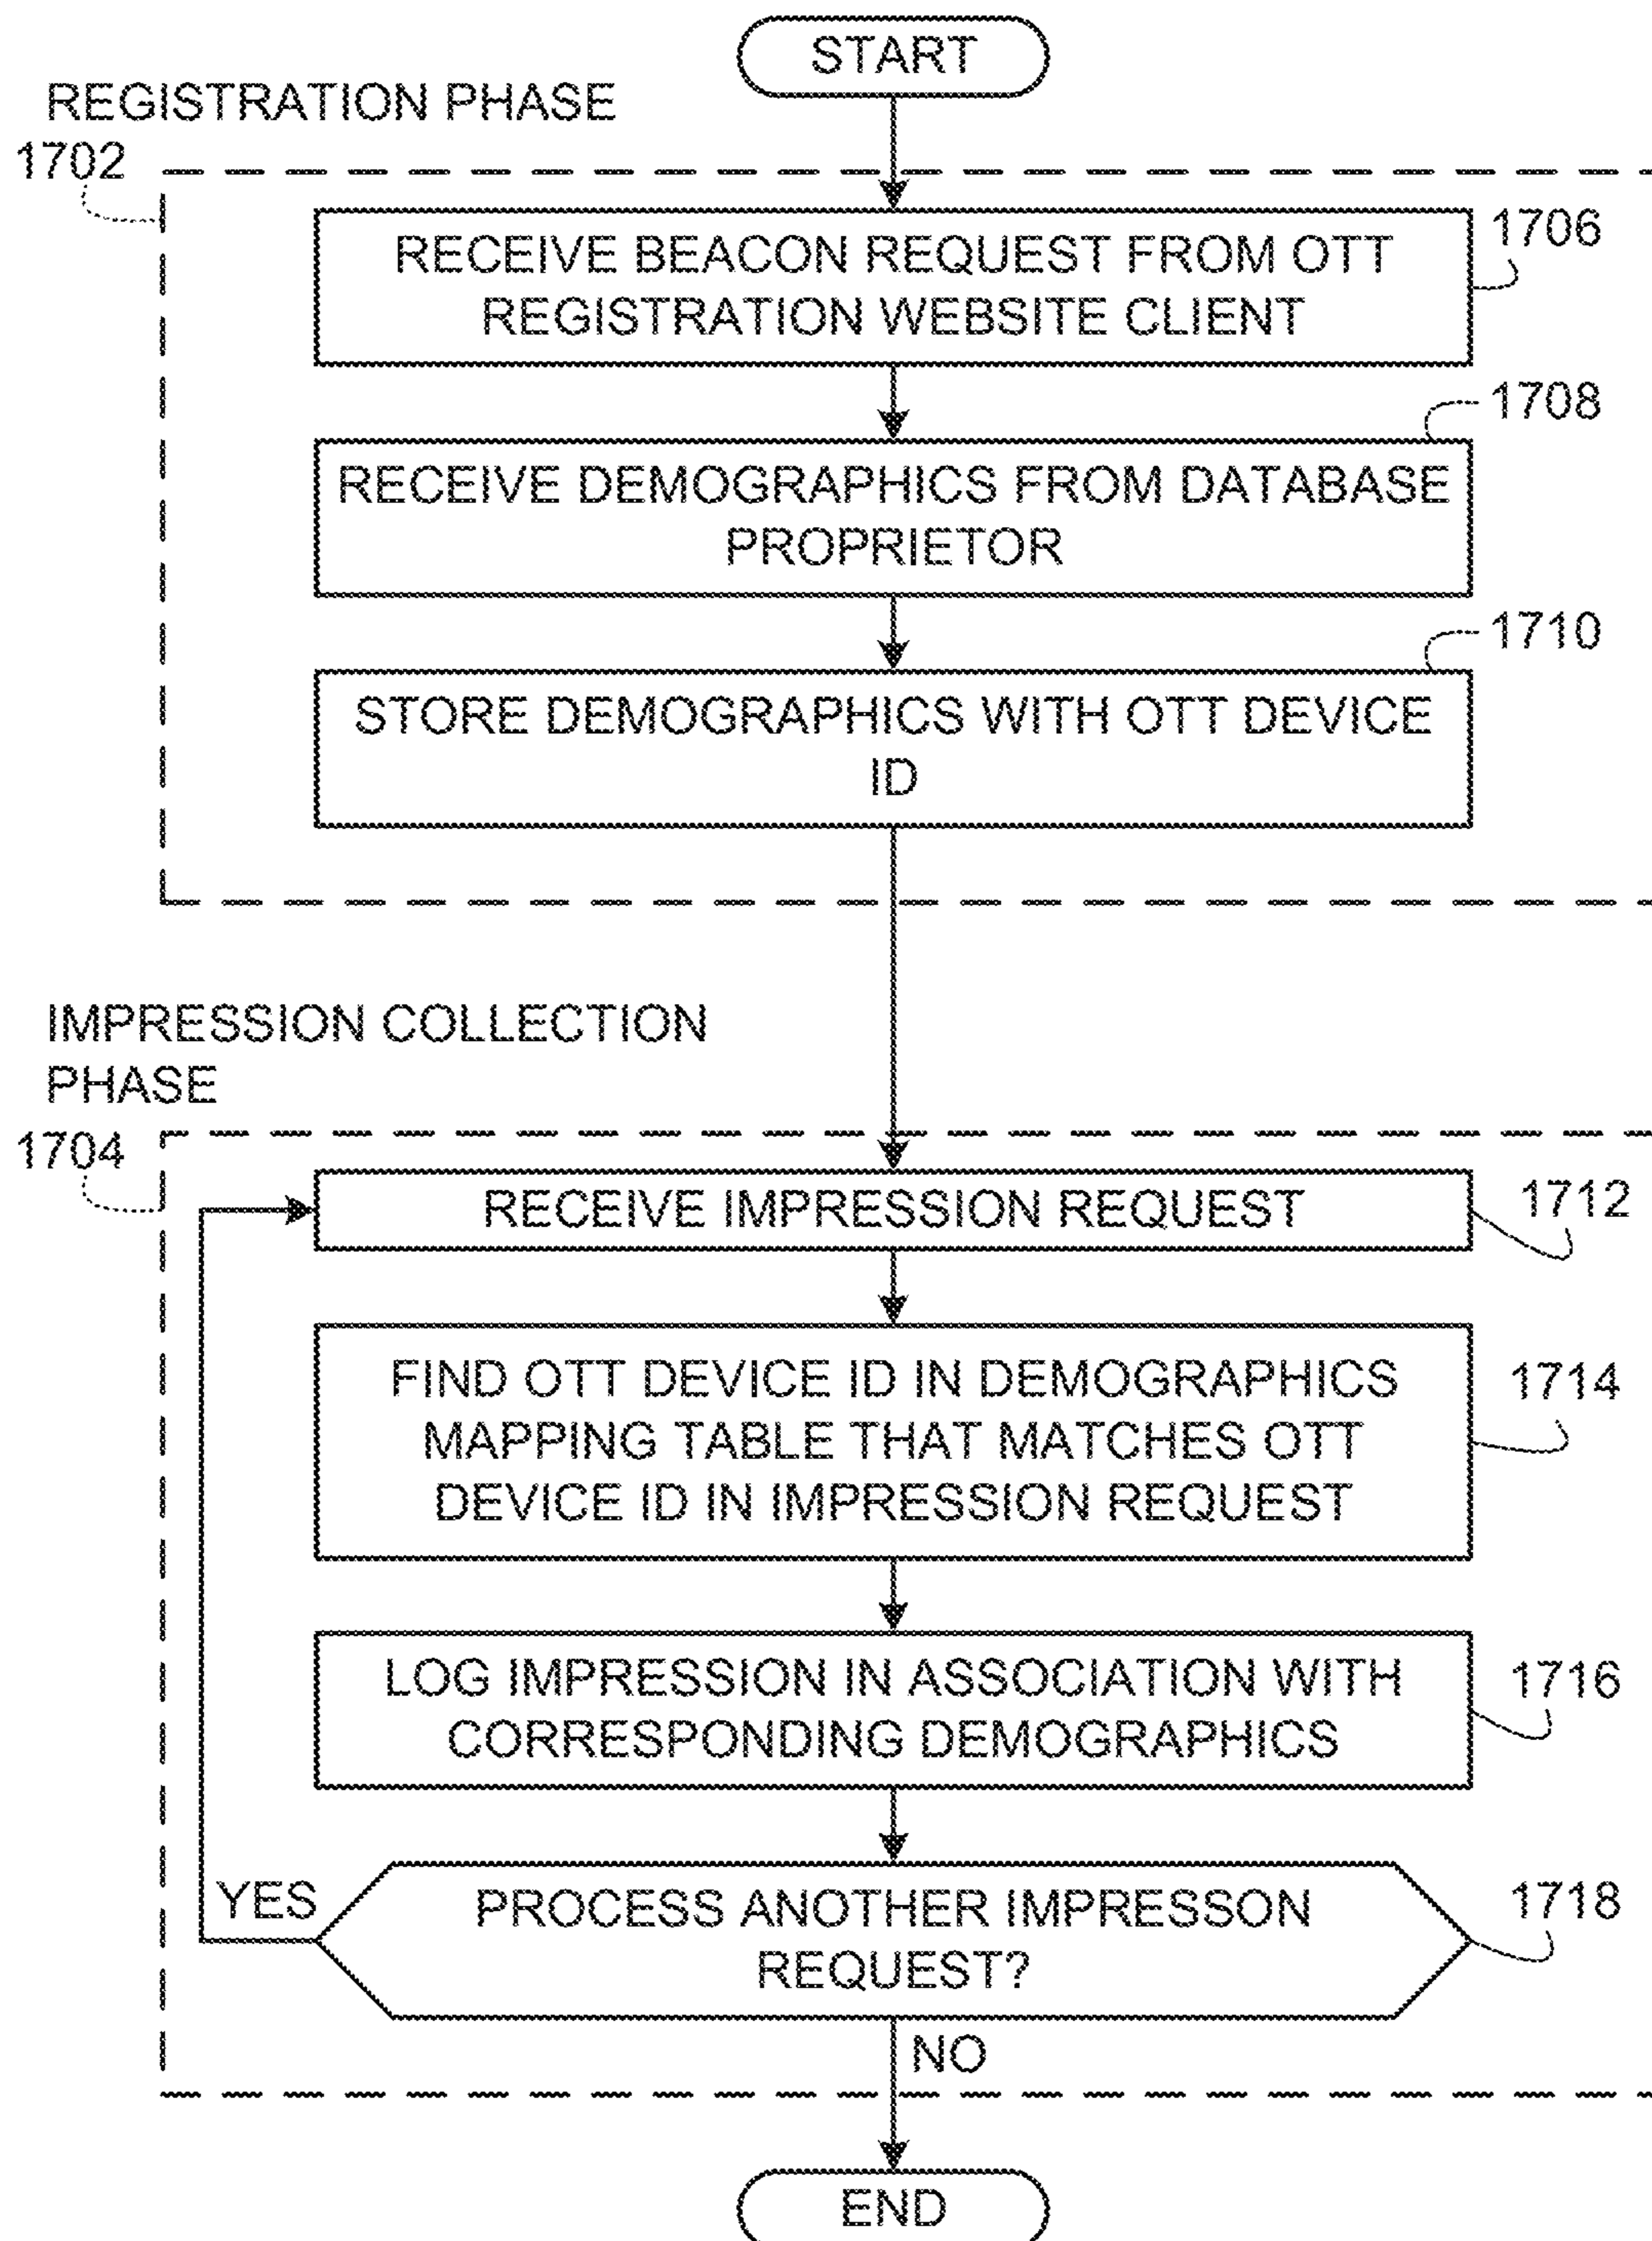 START
REGISTRATION PHASE
1702
RECEIVE BEACON REQUEST FROM OTT
REGISTRATION WEBSITE CLIENT
1706
1708
RECEIVE DEMOGRAPHICS FROM DATABASE
PROPRIETOR
1710
STORE DEMOGRAPHICS WITH OTT DEVICE
ID
IMPRESSION COLLECTION
PHASE
1704
RECEIVE IMPRESSION REQUEST
1712
FIND OTT DEVICE ID IN DEMOGRAPHICS
MAPPING TABLE THAT MATCHES OTT
DEVICE ID IN IMPRESSION REQUEST
1714
LOG IMPRESSION IN ASSOCIATION WITH
CORRESPONDING DEMOGRAPHICS
1716
YES
PROCESS ANOTHER IMPRESSON
REQUEST?
1718
NO
END